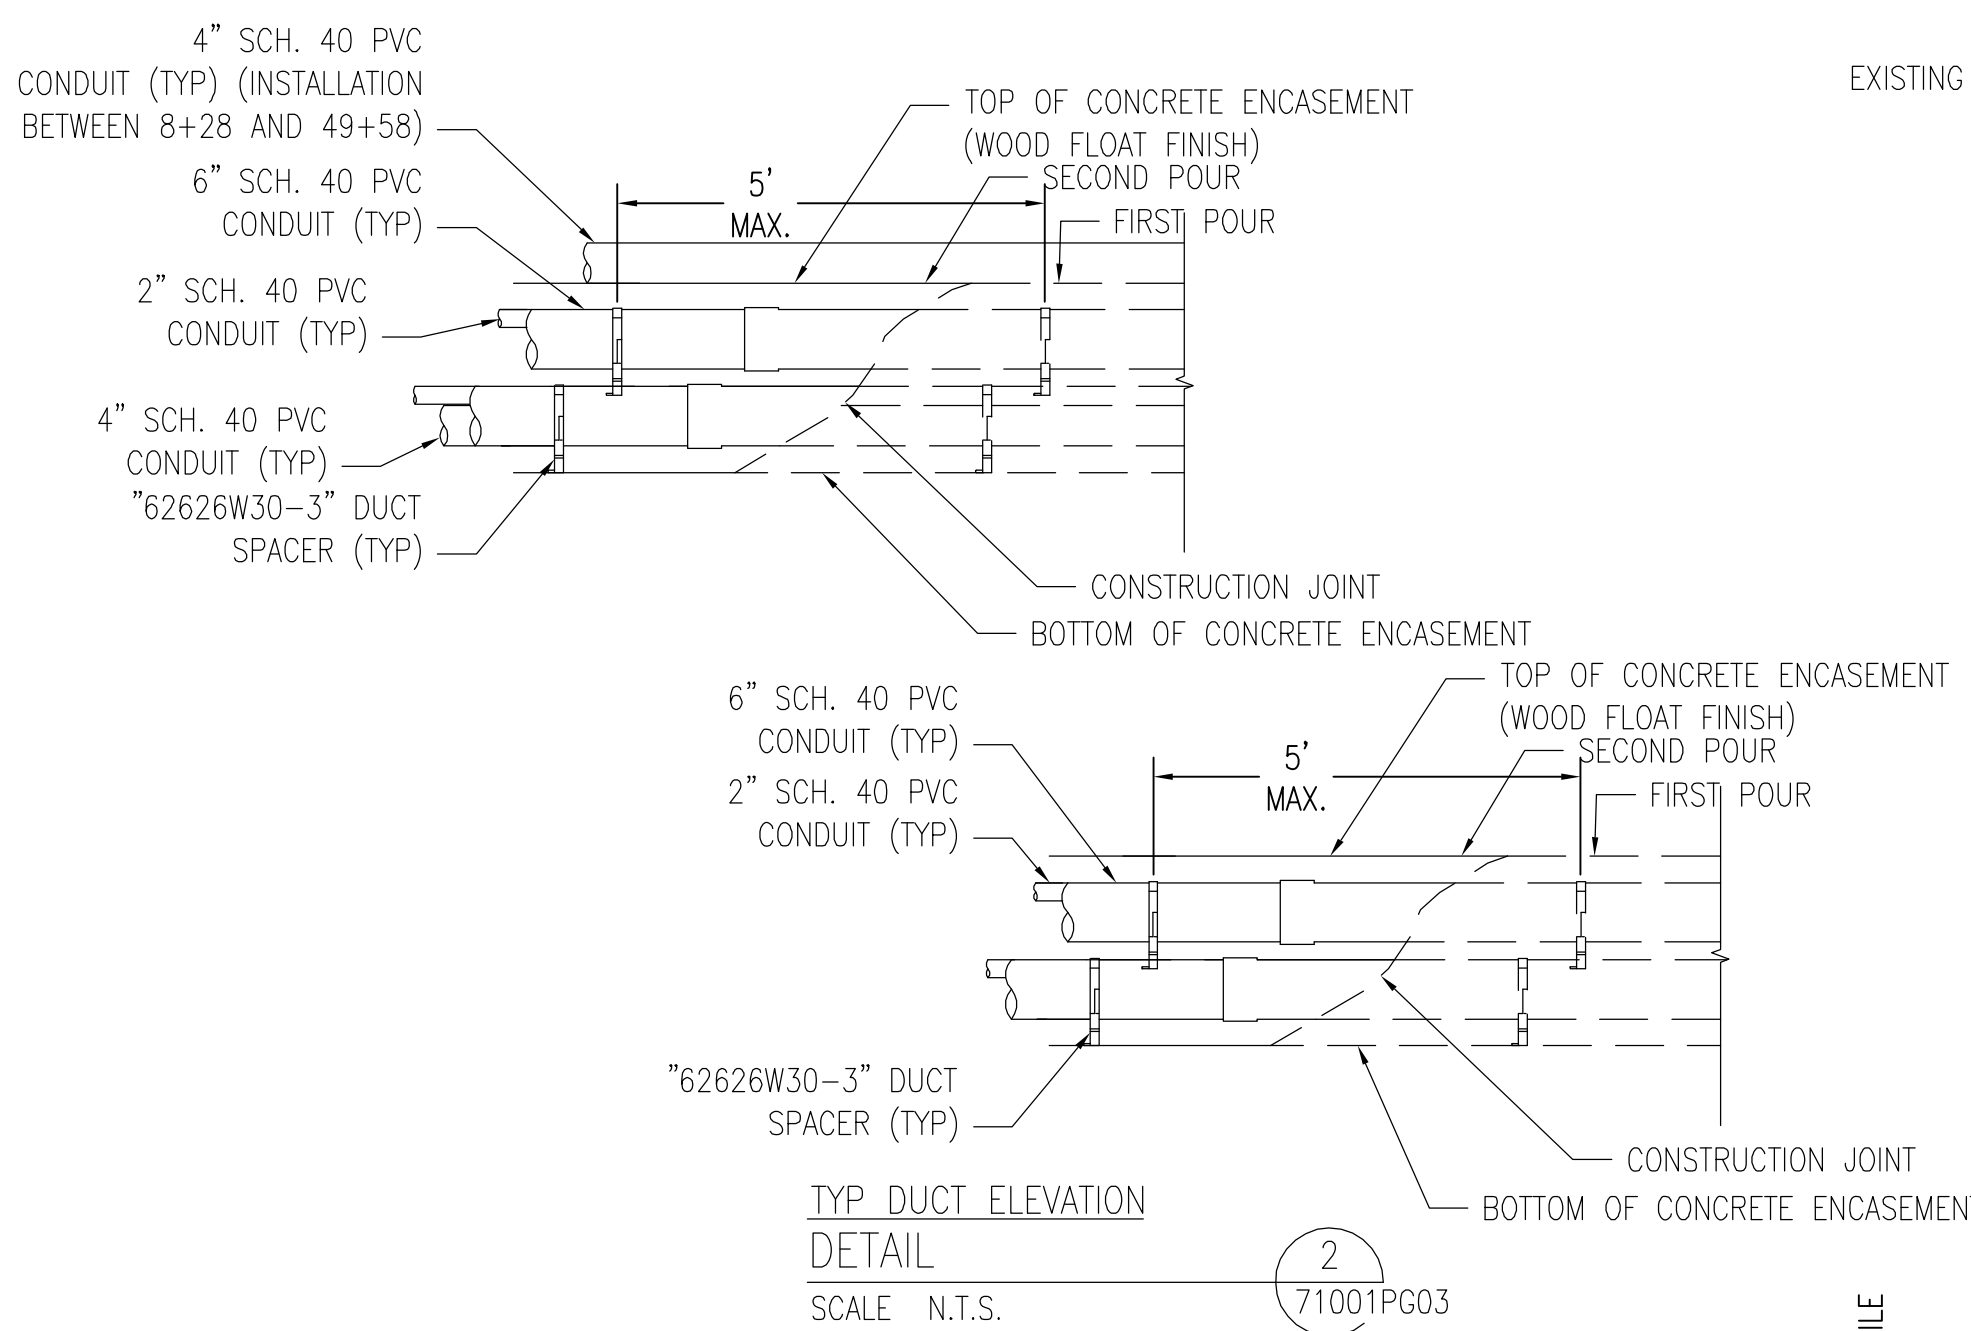 4" SCH. 40 PVC
CONDUIT (TYP) (INSTALLATION
BETWEEN 8+28 AND 49+58)
6" SCH. 40 PVC
CONDUIT (TYP)
2" SCH. 40 PVC
CONDUIT (TYP)
4" SCH. 40 PVC
CONDUIT (TYP)
"62626W30-3" DUCT
SPACER (TYP)
5'
MAX.
TOP OF CONCRETE ENCASEMENT
(WOOD FLOAT FINISH)
SECOND POUR
FIRST POUR
CONSTRUCTION JOINT
BOTTOM OF CONCRETE ENCASEMENT
EXISTING
6" SCH. 40 PVC
CONDUIT (TYP)
2" SCH. 40 PVC
CONDUIT (TYP)
"62626W30-3" DUCT
SPACER (TYP)
5'
MAX.
TOP OF CONCRETE ENCASEMENT
(WOOD FLOAT FINISH)
SECOND POUR
FIRST POUR
CONSTRUCTION JOINT
BOTTOM OF CONCRETE ENCASEMEN
TYP DUCT ELEVATION
DETAIL
SCALE N.T.S.
2
71001PG03